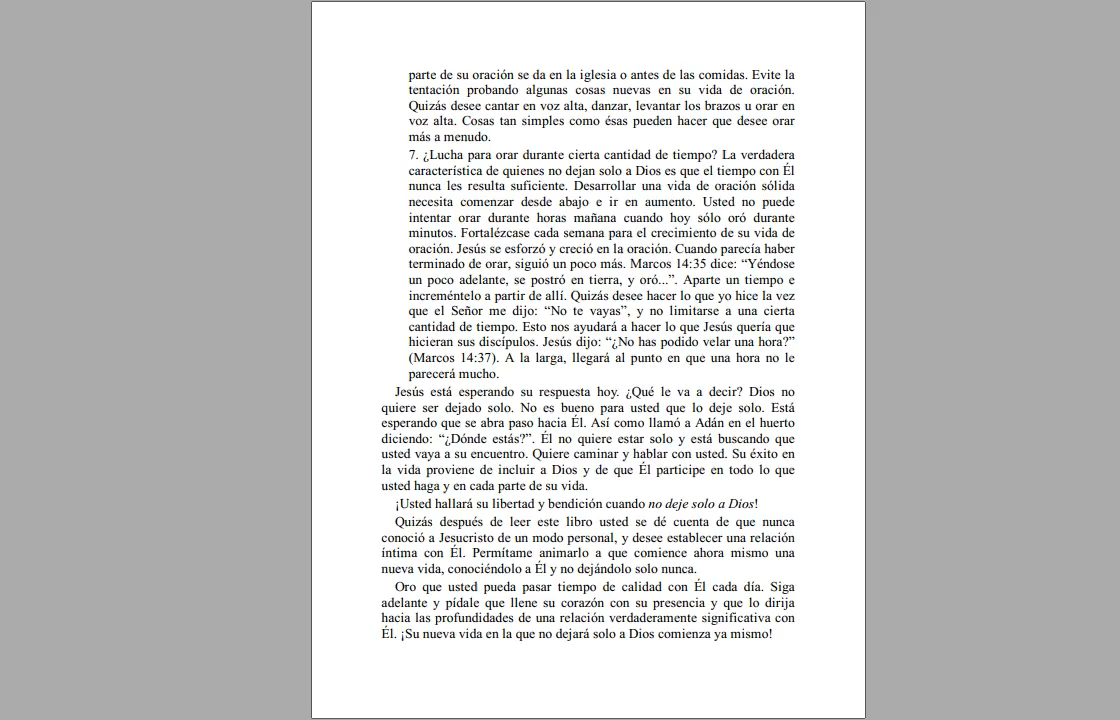 parte de su oración se da en la iglesia o antes de las comidas. Evite la
tentación probando algunas cosas nuevas en su vida de oración.
Quizás desee cantar en voz alta, danzar, levantar los brazos u orar en
voz alta. Cosas tan simples como ésas pueden hacer que desee orar
más a menudo.
7. ¿Lucha para orar durante cierta cantidad de tiempo? La verdadera
característica de quienes no dejan solo a Dios es que el tiempo con Él
nunca les resulta suficiente. Desarrollar una vida de oración sólida
necesita comenzar desde abajo e ir en aumento. Usted no puede
intentar orar durante horas mañana cuando hoy sólo oró durante
minutos. Fortalézcase cada semana para el crecimiento de su vida de
oración. Jesús se esforzó y creció en la oración. Cuando parecía haber
terminado de orar, siguió un poco más. Marcos 14:35 dice: “Yéndose
un poco adelante, se postró en tierra, y oró...”. Aparte un tiempo e
increméntelo a partir de allí. Quizás desee hacer lo que yo hice la vez
que el Señor me dijo: “No te vayas”, y no limitarse a una cierta
cantidad de tiempo. Esto nos ayudará a hacer lo que Jesús quería que
hicieran sus discípulos. Jesús dijo: “¿No has podido velar una hora?”
(Marcos 14:37). A la larga, llegará al punto en que una hora no le
parecerá mucho.
Jesús está esperando su respuesta hoy. ¿Qué le va a decir? Dios no
quiere ser dejado solo. No es bueno para usted que lo deje solo. Está
esperando que se abra paso hacia Él. Así como llamó a Adán en el huerto
diciendo: “¿Dónde estás?”. Él no quiere estar solo y está buscando que
usted vaya a su encuentro. Quiere caminar y hablar con usted. Su éxito en
la vida proviene de incluir a Dios y de que Él participe en todo lo que
usted haga y en cada parte de su vida.
¡Usted hallará su libertad y bendición cuando no deje solo a Dios!
Quizás después de leer este libro usted se dé cuenta de que nunca
conoció a Jesucristo de un modo personal, y desee establecer una relación
íntima con Él. Permítame animarlo a que comience ahora mismo una
nueva vida, conociéndolo a Él y no dejándolo solo nunca.
Oro que usted pueda pasar tiempo de calidad con Él cada día. Siga
adelante y pídale que llene su corazón con su presencia y que lo dirija
hacia las profundidades de una relación verdaderamente significativa con
Él. ¡Su nueva vida en la que no dejará solo a Dios comienza ya mismo!